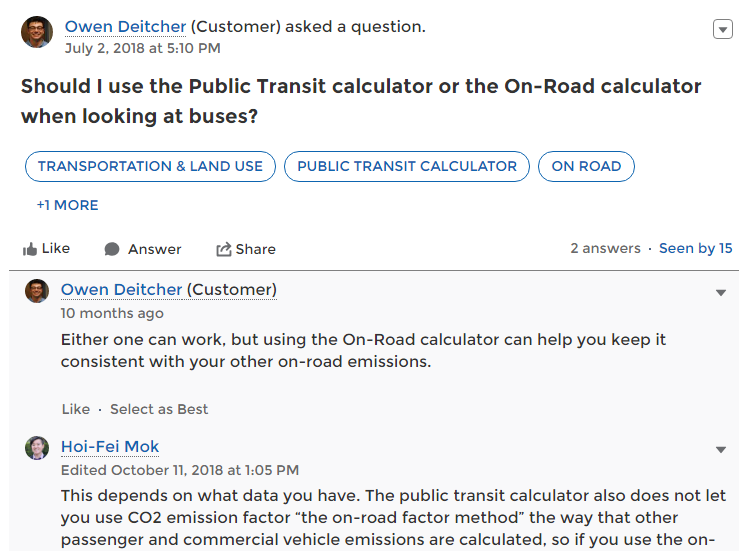 Owen Deitcher (Customer) asked a question.
July 2, 2018 at 5:10 PM
Should I use the Public Transit calculator or the On-Road calculator
when looking at buses?
TRANSPORTATION & LAND USE
PUBLIC TRANSIT CALCULATOR
ON ROAD
+1 MORE
Like
Answer
Share
2 answers · Seen by 15
Owen Deitcher (Customer)
10 months ago
Either one can work, but using the On-Road calculator can help you keep it
consistent with your other on-road emissions.
Like · Select as Best
Hoi-Fei Mok
Edited October 11, 2018 at 1:05 PM
This depends on what data you have. The public transit calculator also does not let
you use CO2 emission factor “the on-road factor method” the way that other
passenger and commercial vehicle emissions are calculated, so if you use the on-